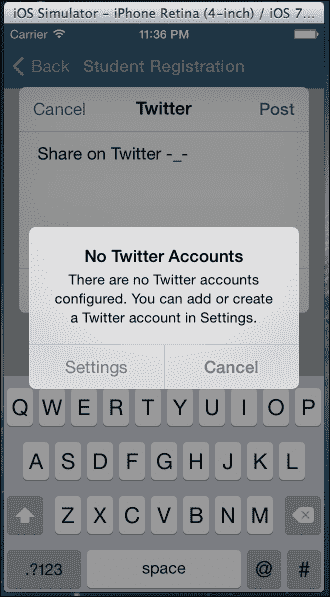 iOS Simulator – iPhone Retina (4-inch) / iOS 7...
Carrier 11:36 PM
Back Student Registration
Cancel Twitter Post
Share on Twitter -_-
No Twitter Accounts
There are no Twitter accounts
configured. You can add or create
a Twitter account in Settings.
Settings Cancel
Q W E R T Y U I O P
A S D F G H J K L
Z X C V B N M
.?123 space @ #